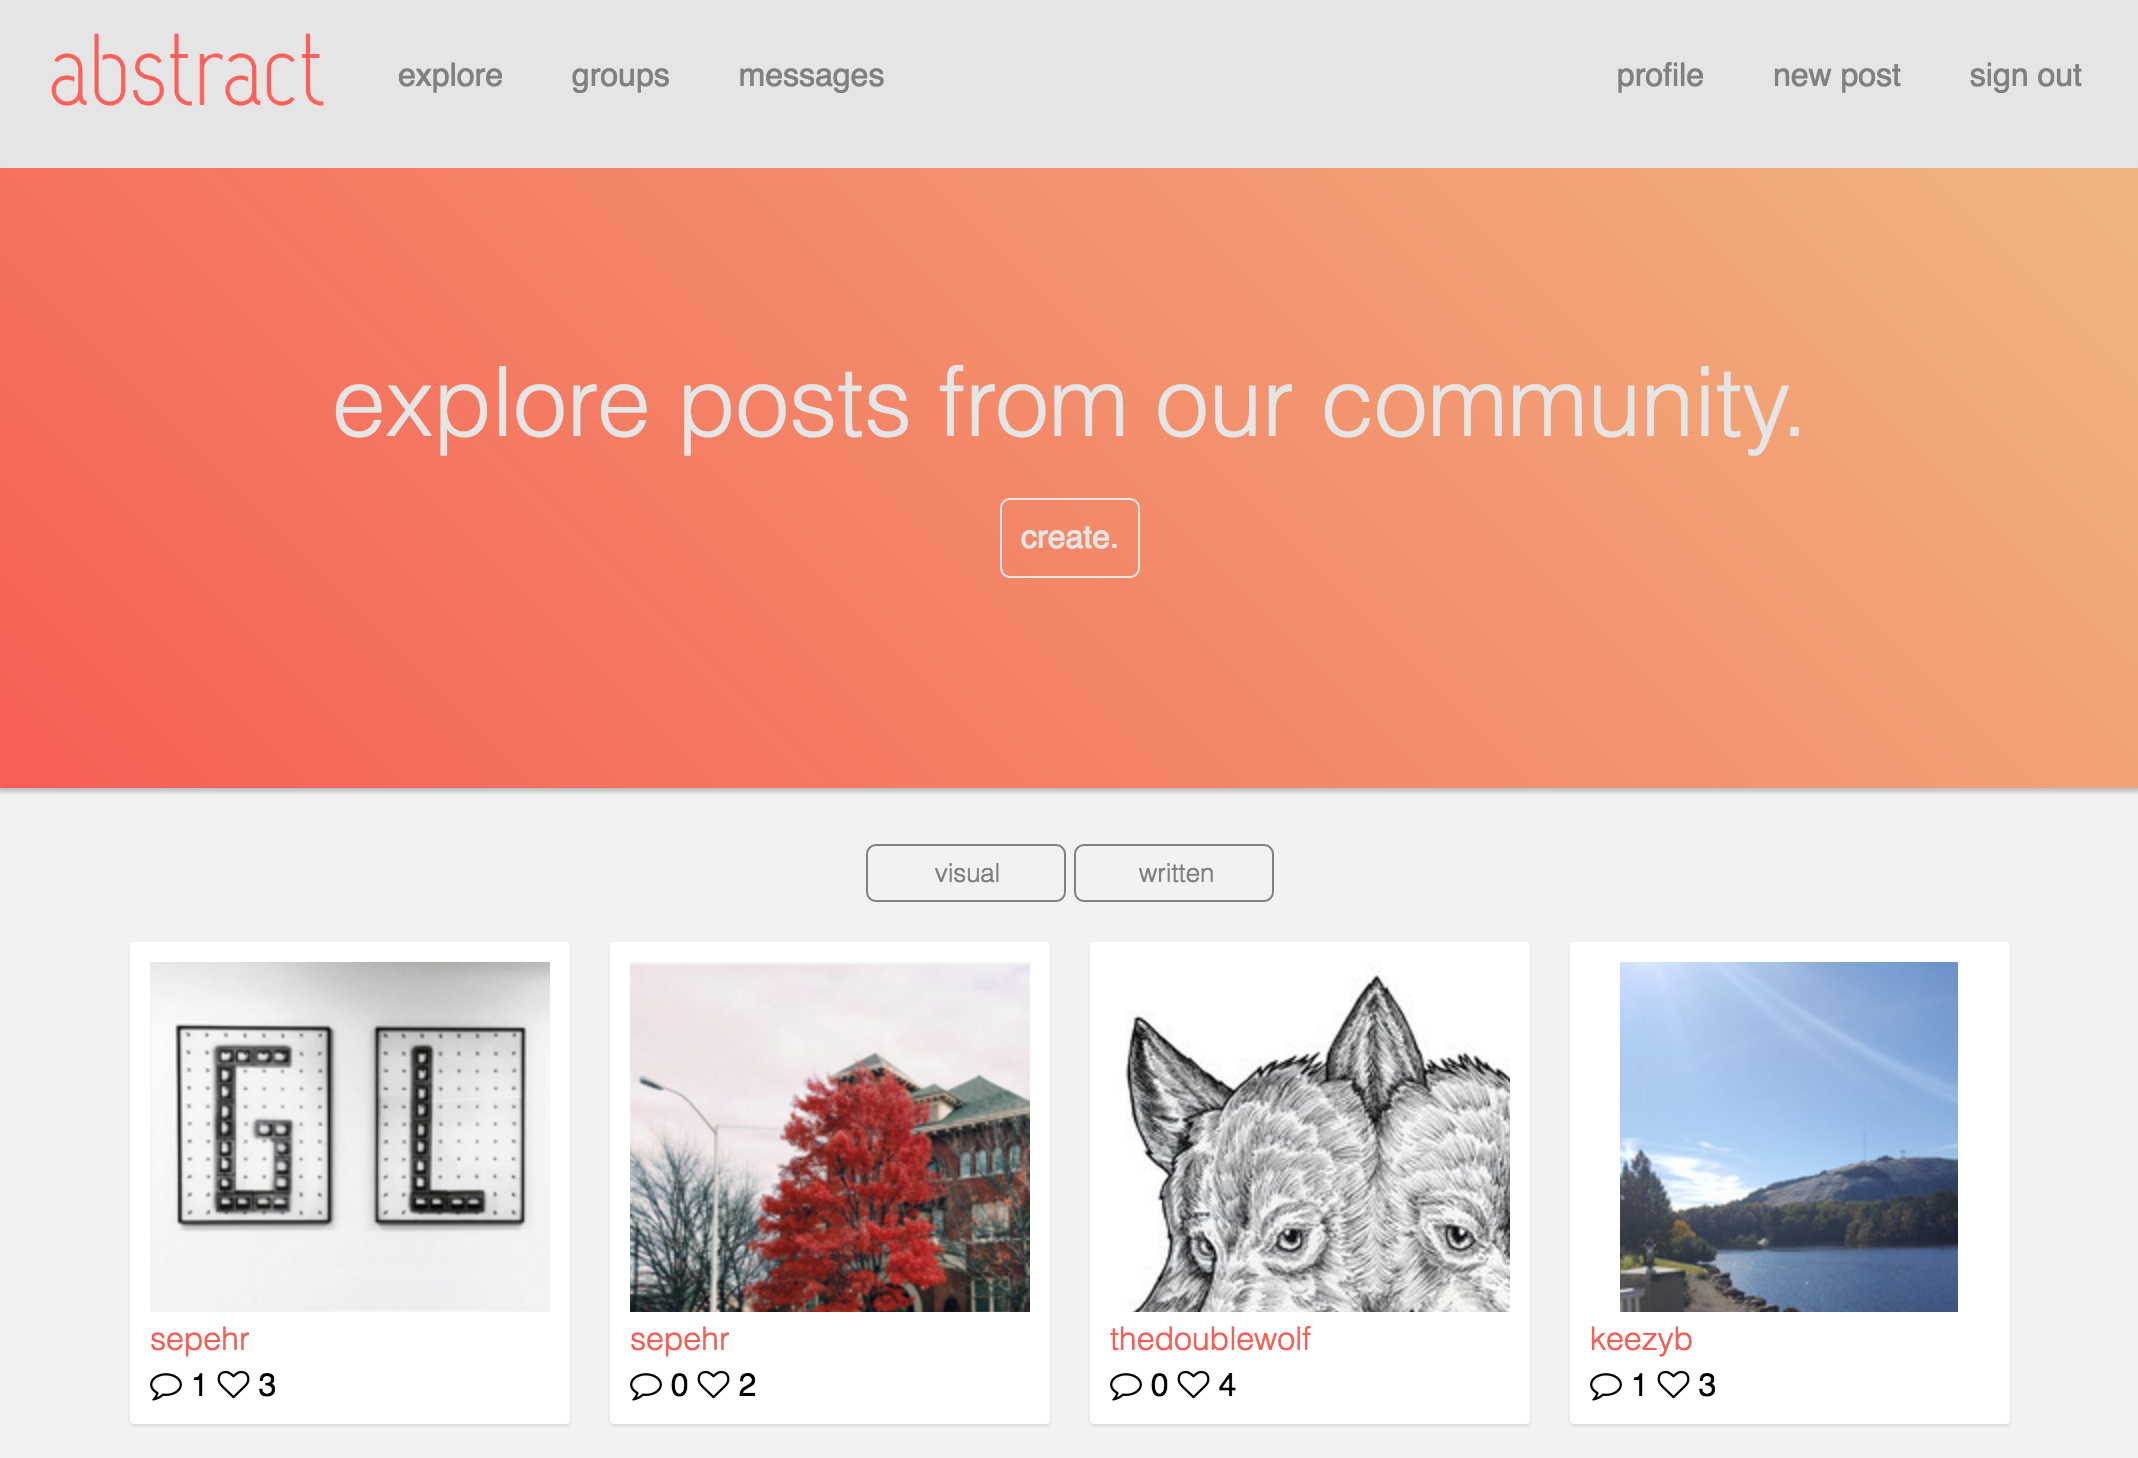 abstract explore groups messages profile new post sign out
explore posts from our community.
create.
visual written
G L
sepehr sepehr thedoublewolf keezyb
1 3 0 2 0 4 1 3